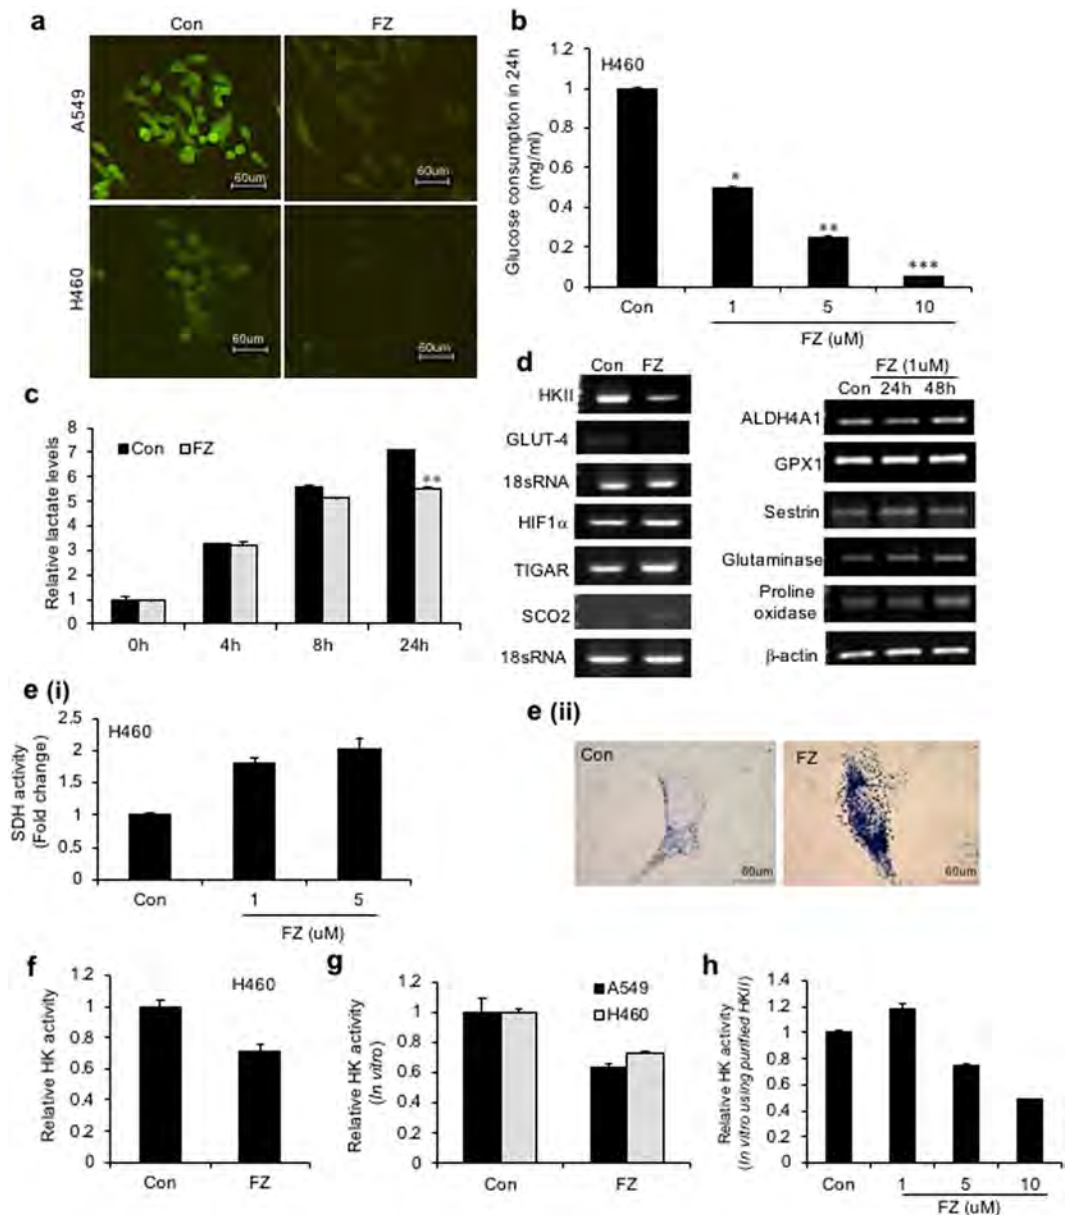 a
Con
FZ
A549
60um
60um
H460
60um
60um
b
Glucose consumption in 24h
(mg/ml)
H460
1.2
1
0.8
0.6
0.4
0.2
0
*
**
***
Con
1
5
10
FZ (uM)
c
Relative lactate levels
8
7
6
5
4
3
2
1
0
Con
FZ
**
0h
4h
8h
24h
d
Con FZ
HKII
GLUT-4
18sRNA
HIF1α
TIGAR
SCO2
18sRNA
FZ (1uM)
Con 24h 48h
ALDH4A1
GPX1
Sestrin
Glutaminase
Proline
oxidase
β-actin
e (i)
SDH activity
(Fold change)
H460
2.5
2
1.5
1
0.5
0
Con
1
5
FZ (uM)
e (ii)
Con
60um
FZ
60um
f
Relative HK activity
H460
1.2
1
0.8
0.6
0.4
0.2
0
Con
FZ
g
Relative HK activity
(In vitro)
A549
H460
1.2
1
0.8
0.6
0.4
0.2
0
Con
FZ
h
Relative HK activity
(In vitro using purified HKII)
1.4
1.2
1
0.8
0.6
0.4
0.2
0
Con
1
5
10
FZ (uM)